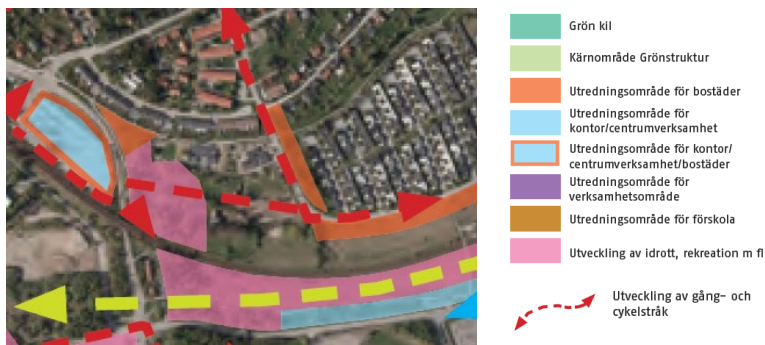 Grön kil
Kärnområde Grönstruktur
Utredningsområde för bostäder
Utredningsområde för
kontor/centrumverksamhet
Utredningsområde för kontor/
centrumverksamhet/bostäder
Utredningsområde för
verksamhetsområde
Utredningsområde för förskola
Utveckling av idrott, rekreation m fl
Utveckling av gång- och
cykelstråk